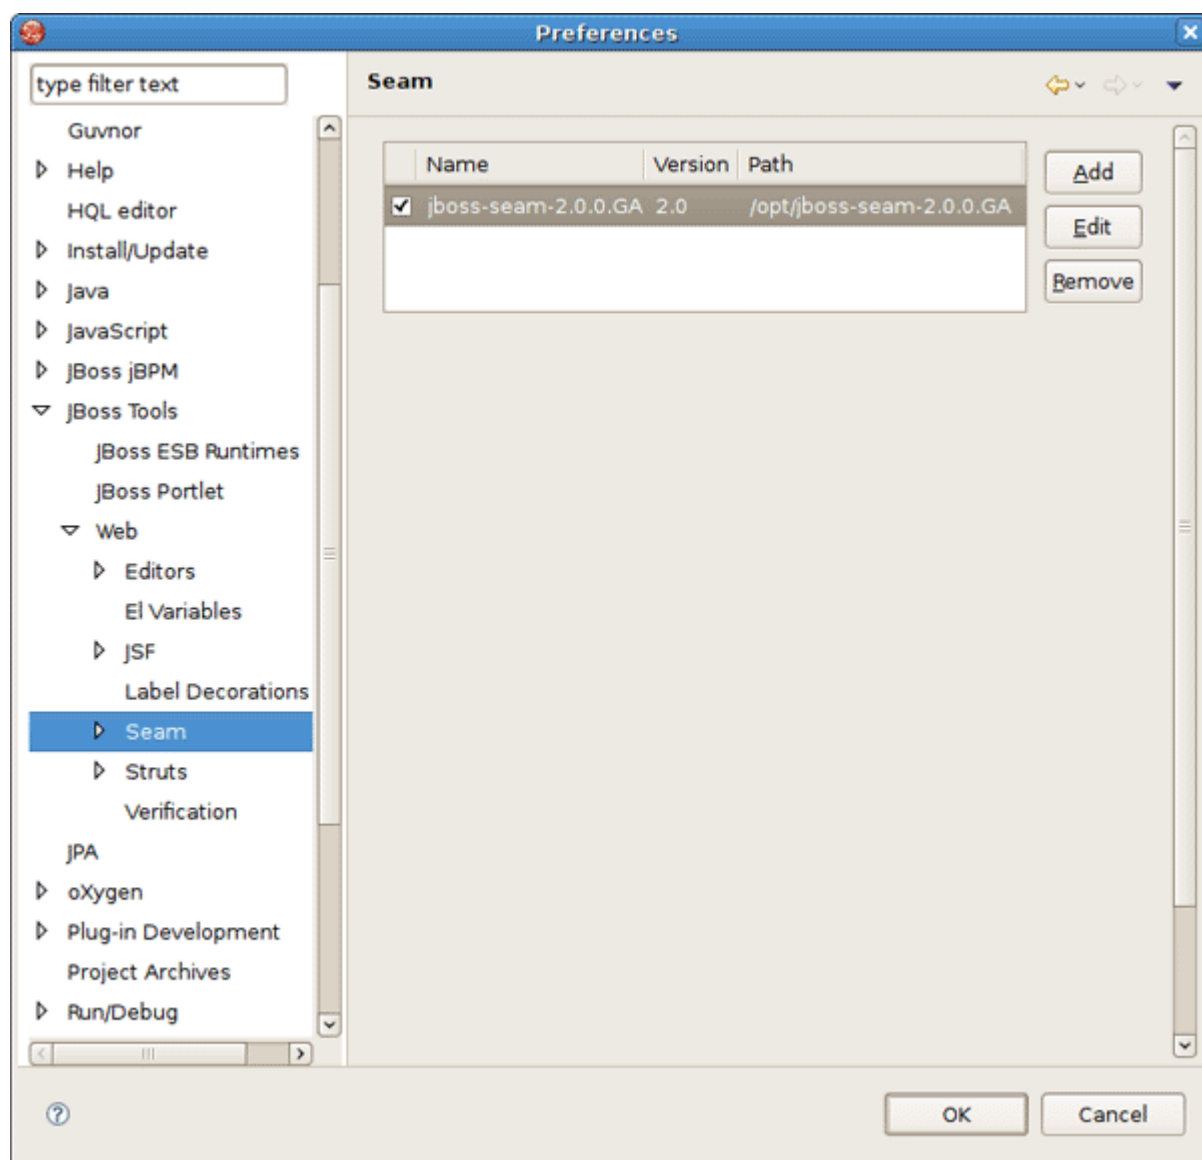 Preferences
type filter text
Guvnor
Help
HQL editor
Install/Update
Java
JavaScript
JBoss jBPM
JBoss Tools
JBoss ESB Runtimes
JBoss Portlet
Web
Editors
El Variables
JSF
Label Decorations
Seam
Struts
Verification
JPA
oXygen
Plug-in Development
Project Archives
Run/Debug
Seam
Name Version Path
jboss-seam-2.0.0.GA 2.0 /opt/jboss-seam-2.0.0.GA
Add
Edit
Remove
OK Cancel